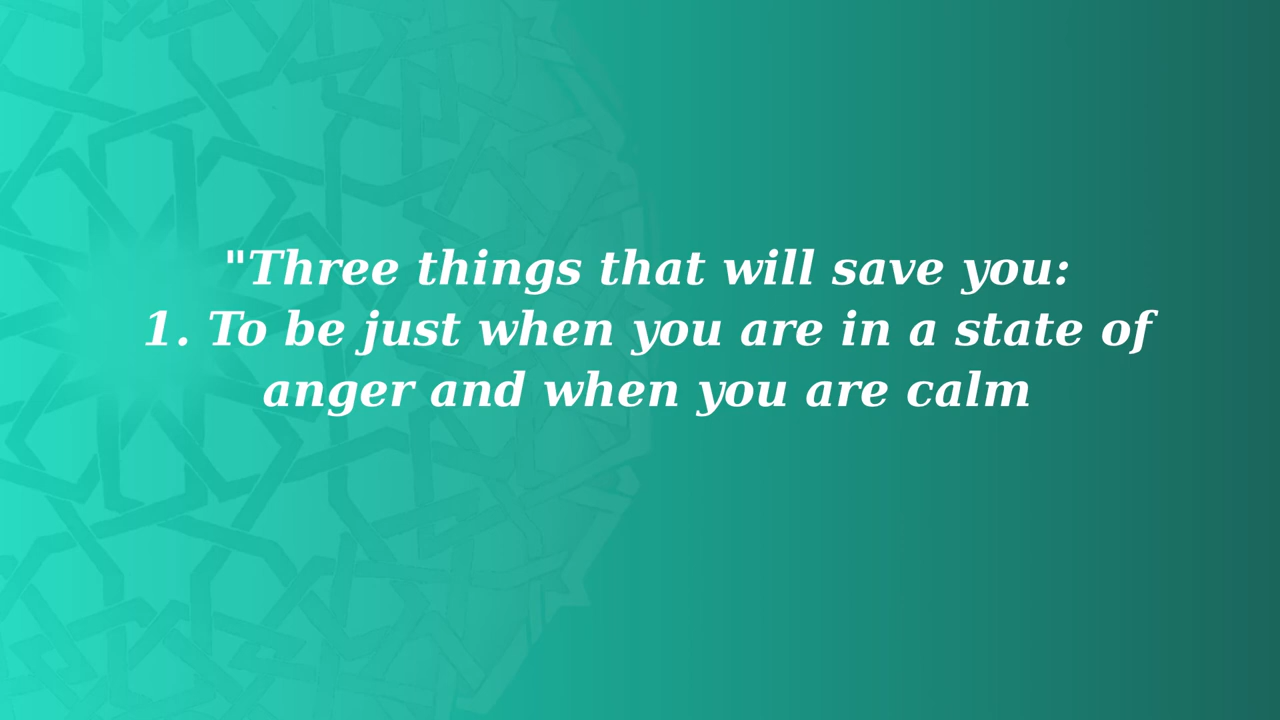 "Three things that will save you:
1. To be just when you are in a state of
anger and when you are calm